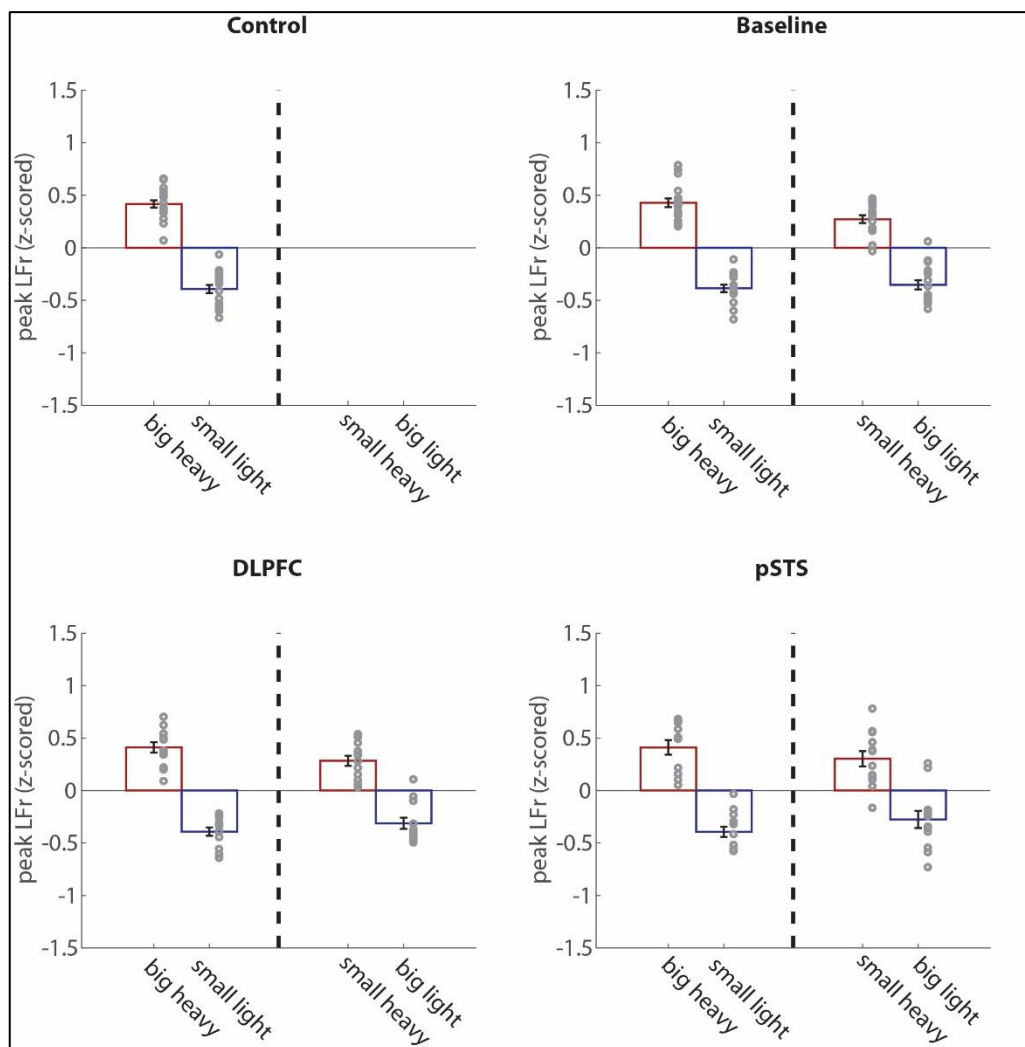 Control
peak LFr (z-scored)
1.5
1
0.5
0
-0.5
-1
-1.5
big heavy
small light
small heavy
big light
Baseline
peak LFr (z-scored)
1.5
1
0.5
0
-0.5
-1
-1.5
big heavy
small light
small heavy
big light
DLPFC
peak LFr (z-scored)
1.5
1
0.5
0
-0.5
-1
-1.5
big heavy
small light
small heavy
big light
pSTS
peak LFr (z-scored)
1.5
1
0.5
0
-0.5
-1
-1.5
big heavy
small light
small heavy
big light